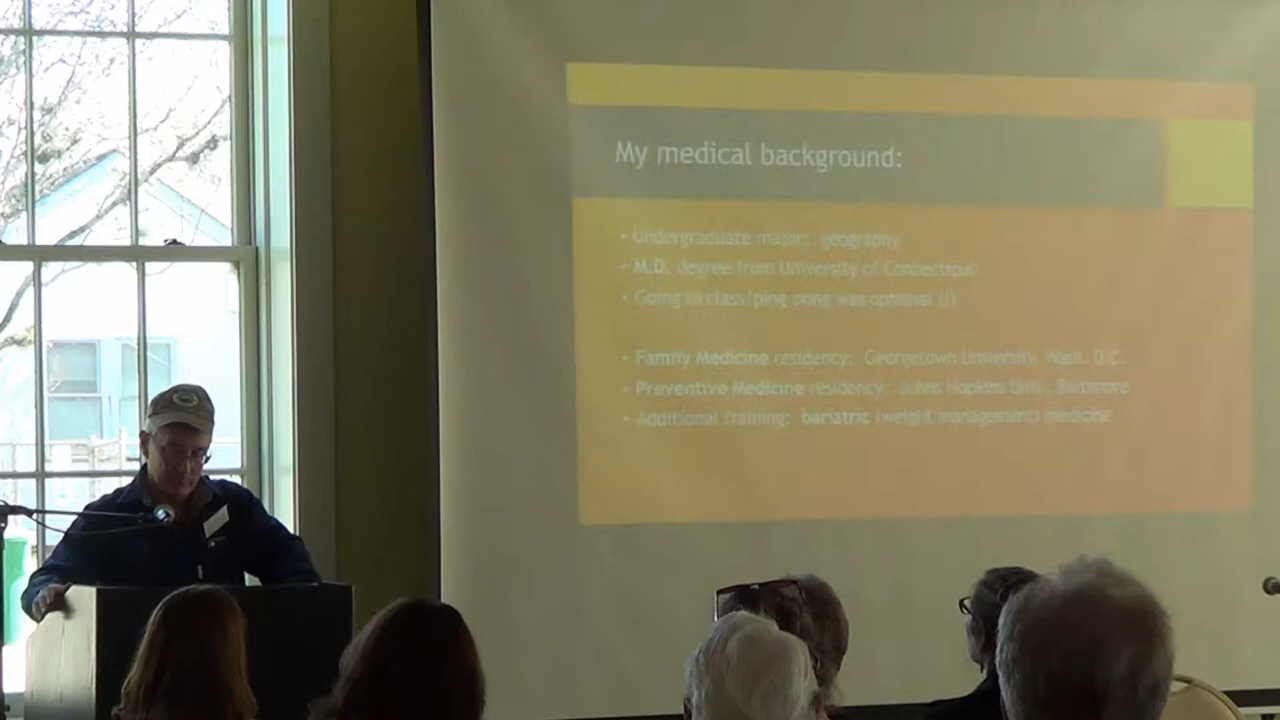 My medical background:
• Undergraduate major: geography
• M.D. degree from University of Connecticut
• Going to class/ping pong was optional (!)
• Family Medicine residency: Georgetown University, Wash. D.C.
• Preventive Medicine residency: Johns Hopkins Univ., Baltimore
• Additional training: bariatric (weight management) medicine